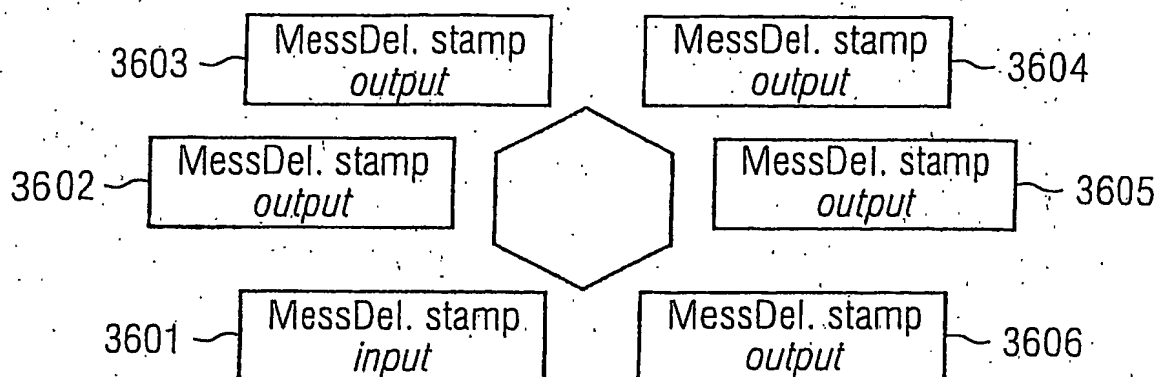 3603
MessDel. stamp
output
MessDel. stamp
output
3604
3602
MessDel. stamp
output
MessDel. stamp
output
3605
3601
MessDel. stamp
input
MessDel. stamp
output
3606